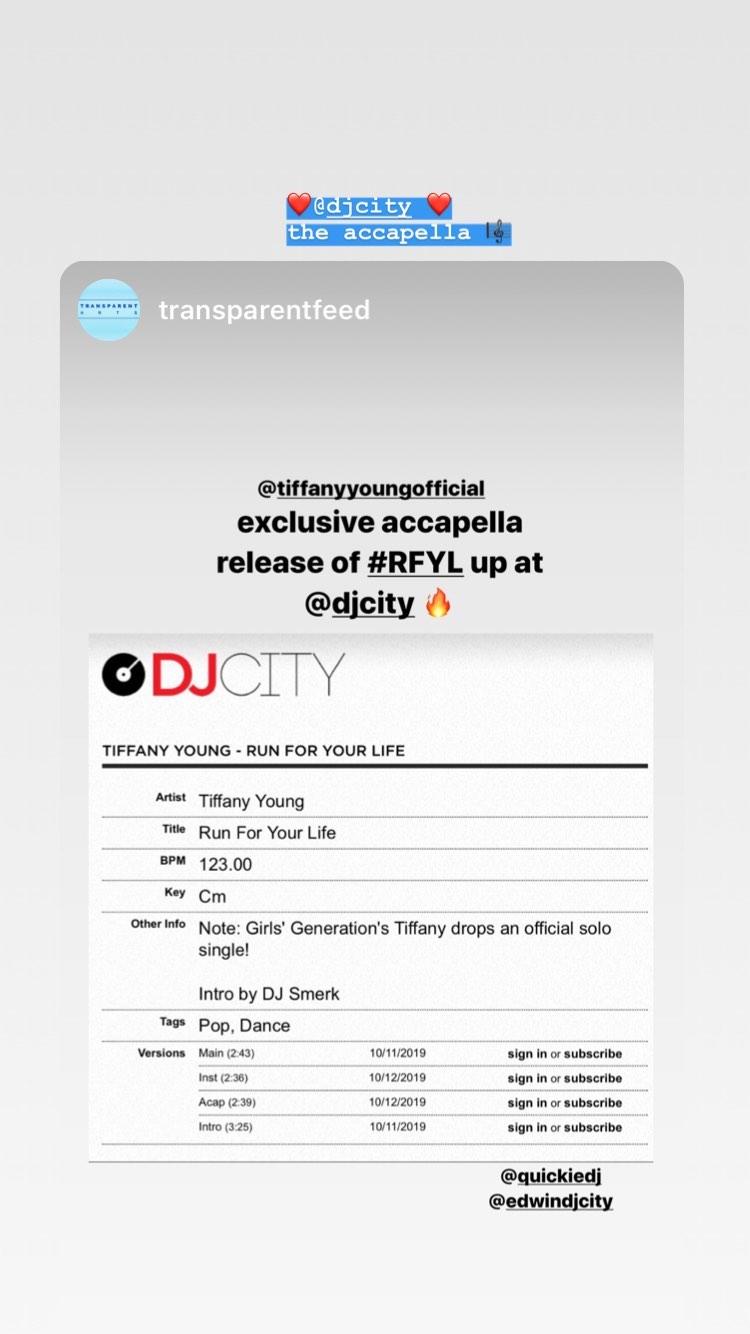 ❤️@djcity ❤️
the accapella 🎼
TRANSPARENT
ARTS
transparentfeed
@tiffanyyoungofficial
exclusive accapella
release of #RFYL up at
@djcity 🔥
DJCITY
TIFFANY YOUNG - RUN FOR YOUR LIFE
Artist Tiffany Young
Title Run For Your Life
BPM 123.00
Key Cm
Other Info Note: Girls' Generation's Tiffany drops an official solo
single!
Intro by DJ Smerk
Tags Pop, Dance
Versions Main (2:43) 10/11/2019 sign in or subscribe
Inst (2:36) 10/12/2019 sign in or subscribe
Acap (2:39) 10/12/2019 sign in or subscribe
Intro (3:25) 10/11/2019 sign in or subscribe
@quickiedj
@edwindjcity